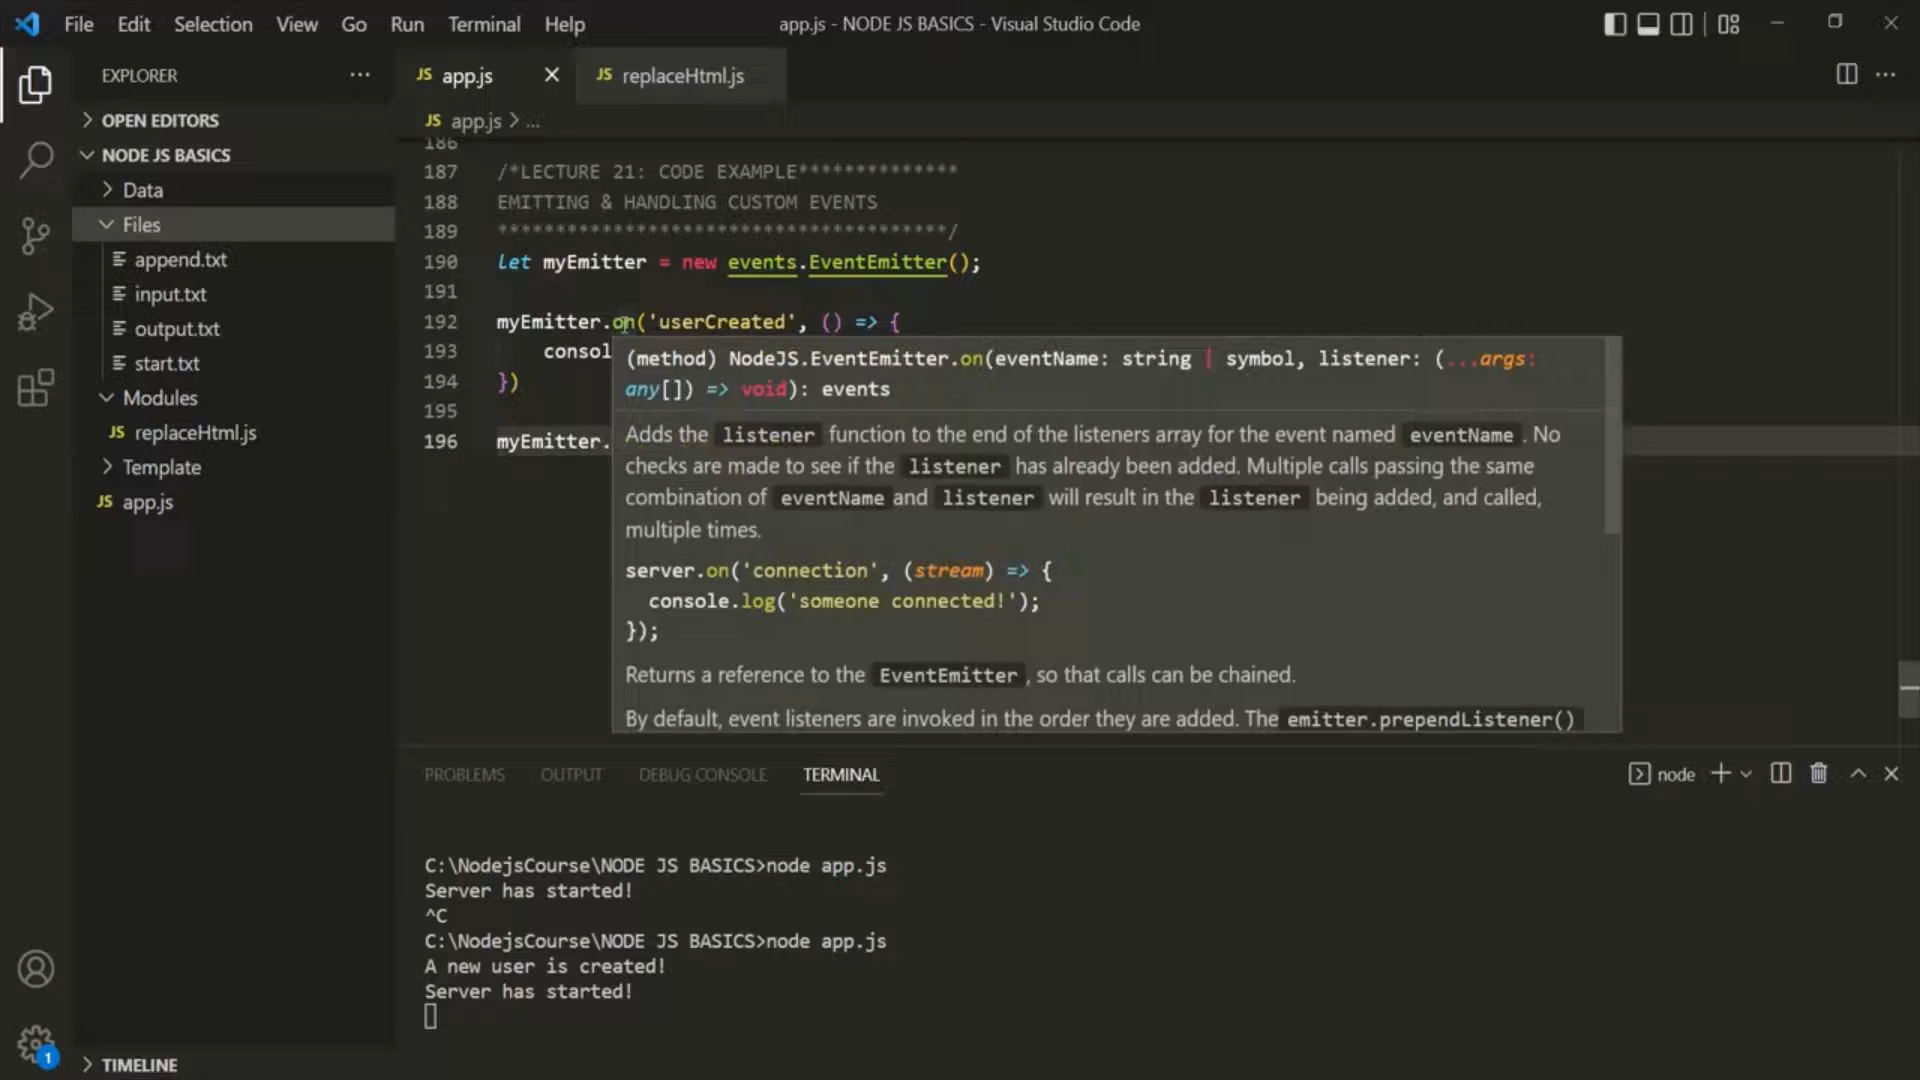 File Edit Selection View Go Run Terminal Help
app.js - NODE JS BASICS - Visual Studio Code
EXPLORER ...
OPEN EDITORS
NODE JS BASICS
Data
Files
append.txt
input.txt
output.txt
start.txt
Modules
JS replaceHtml.js
Template
JS app.js
TIMELINE
1
JS app.js
JS replaceHtml.js
JS app.js > ...
186
187 /*LECTURE 21: CODE EXAMPLE**************
188 EMITTING & HANDLING CUSTOM EVENTS
189 ***************************************/
190 let myEmitter = new events.EventEmitter();
191
192 myEmitter.on('userCreated', () => {
193 consol
194 })
195
196 myEmitter.
(method) NodeJS.EventEmitter.on(eventName: string | symbol, listener: (...args:
any[]) => void): events
Adds the listener function to the end of the listeners array for the event named eventName. No
checks are made to see if the listener has already been added. Multiple calls passing the same
combination of eventName and listener will result in the listener being added, and called,
multiple times.
server.on('connection', (stream) => {
console.log('someone connected!');
});
Returns a reference to the EventEmitter, so that calls can be chained.
By default, event listeners are invoked in the order they are added. The emitter.prependListener()
PROBLEMS OUTPUT DEBUG CONSOLE TERMINAL
node
C:\NodejsCourse\NODE JS BASICS>node app.js
Server has started!
^C
C:\NodejsCourse\NODE JS BASICS>node app.js
A new user is created!
Server has started!